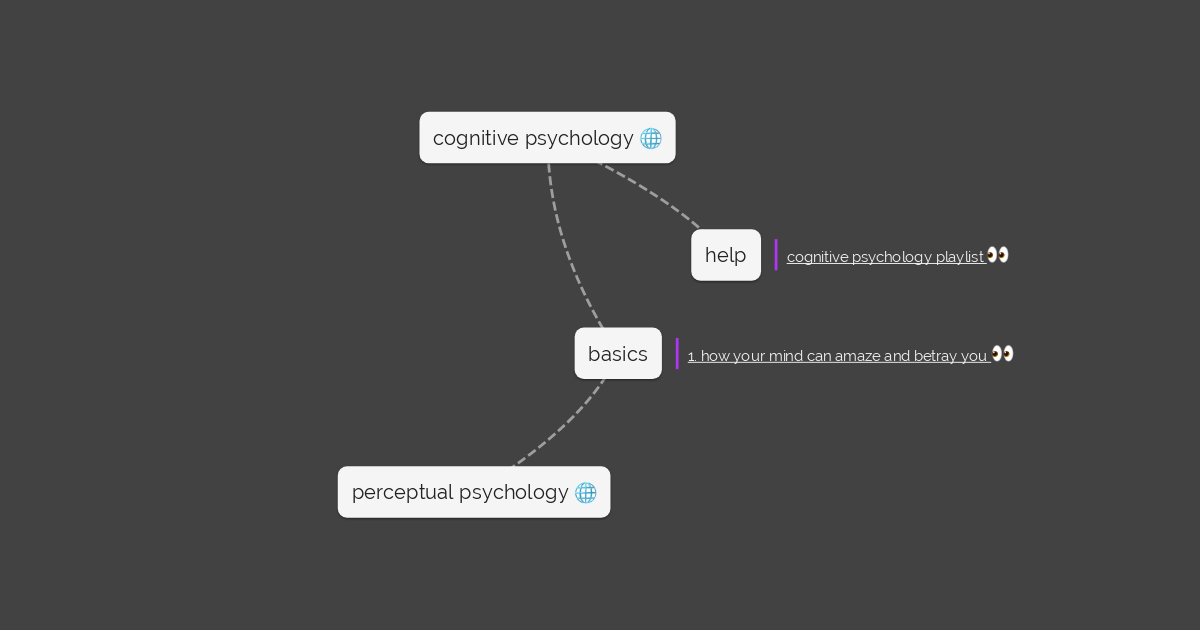 cognitive psychology 🌐
help
cognitive psychology playlist 👀
basics
1. how your mind can amaze and betray you 👀
perceptual psychology 🌐